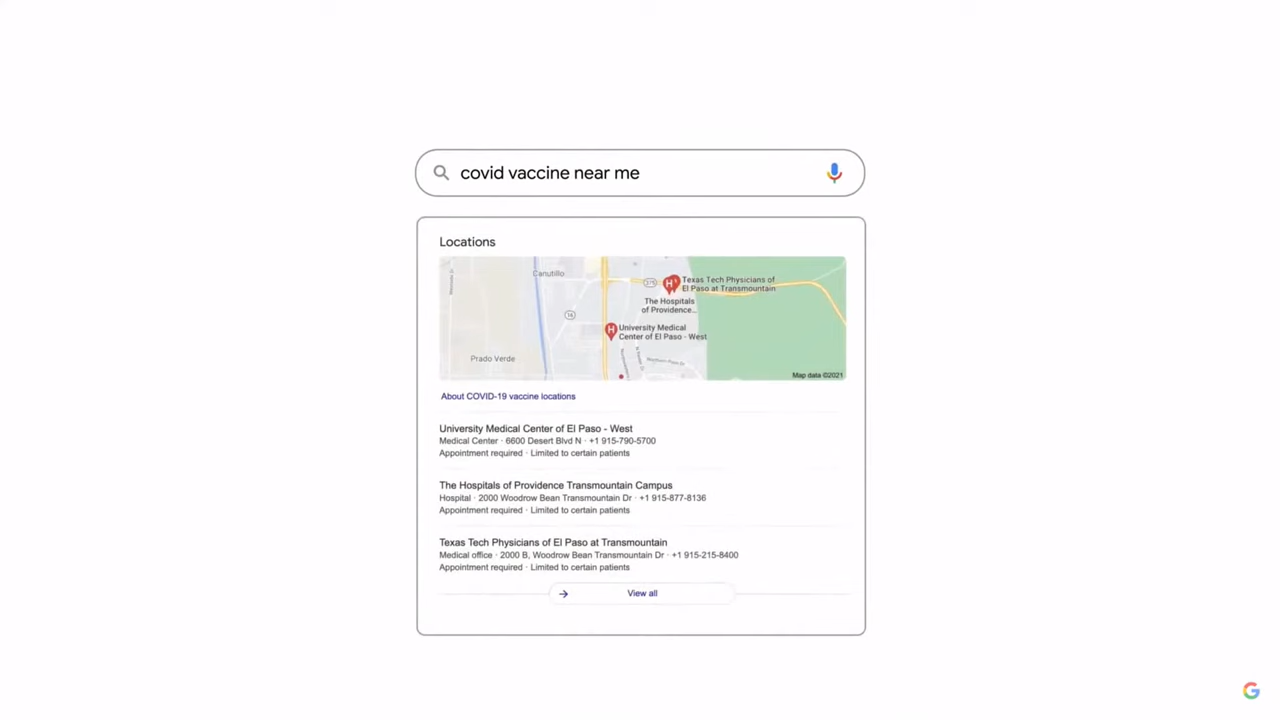 covid vaccine near me
Locations
Canutillo
Texas Tech Physicians of
El Paso at Transmountain
The Hospitals
of Providence...
16
University Medical
Center of El Paso - West
Prado Verde
Map data ©2021
About COVID-19 vaccine locations
University Medical Center of El Paso - West
Medical Center · 6600 Desert Blvd N · +1 915-790-5700
Appointment required · Limited to certain patients
The Hospitals of Providence Transmountain Campus
Hospital · 2000 Woodrow Bean Transmountain Dr · +1 915-877-8136
Appointment required · Limited to certain patients
Texas Tech Physicians of El Paso at Transmountain
Medical office · 2000 B, Woodrow Bean Transmountain Dr · +1 915-215-8400
Appointment required · Limited to certain patients
View all